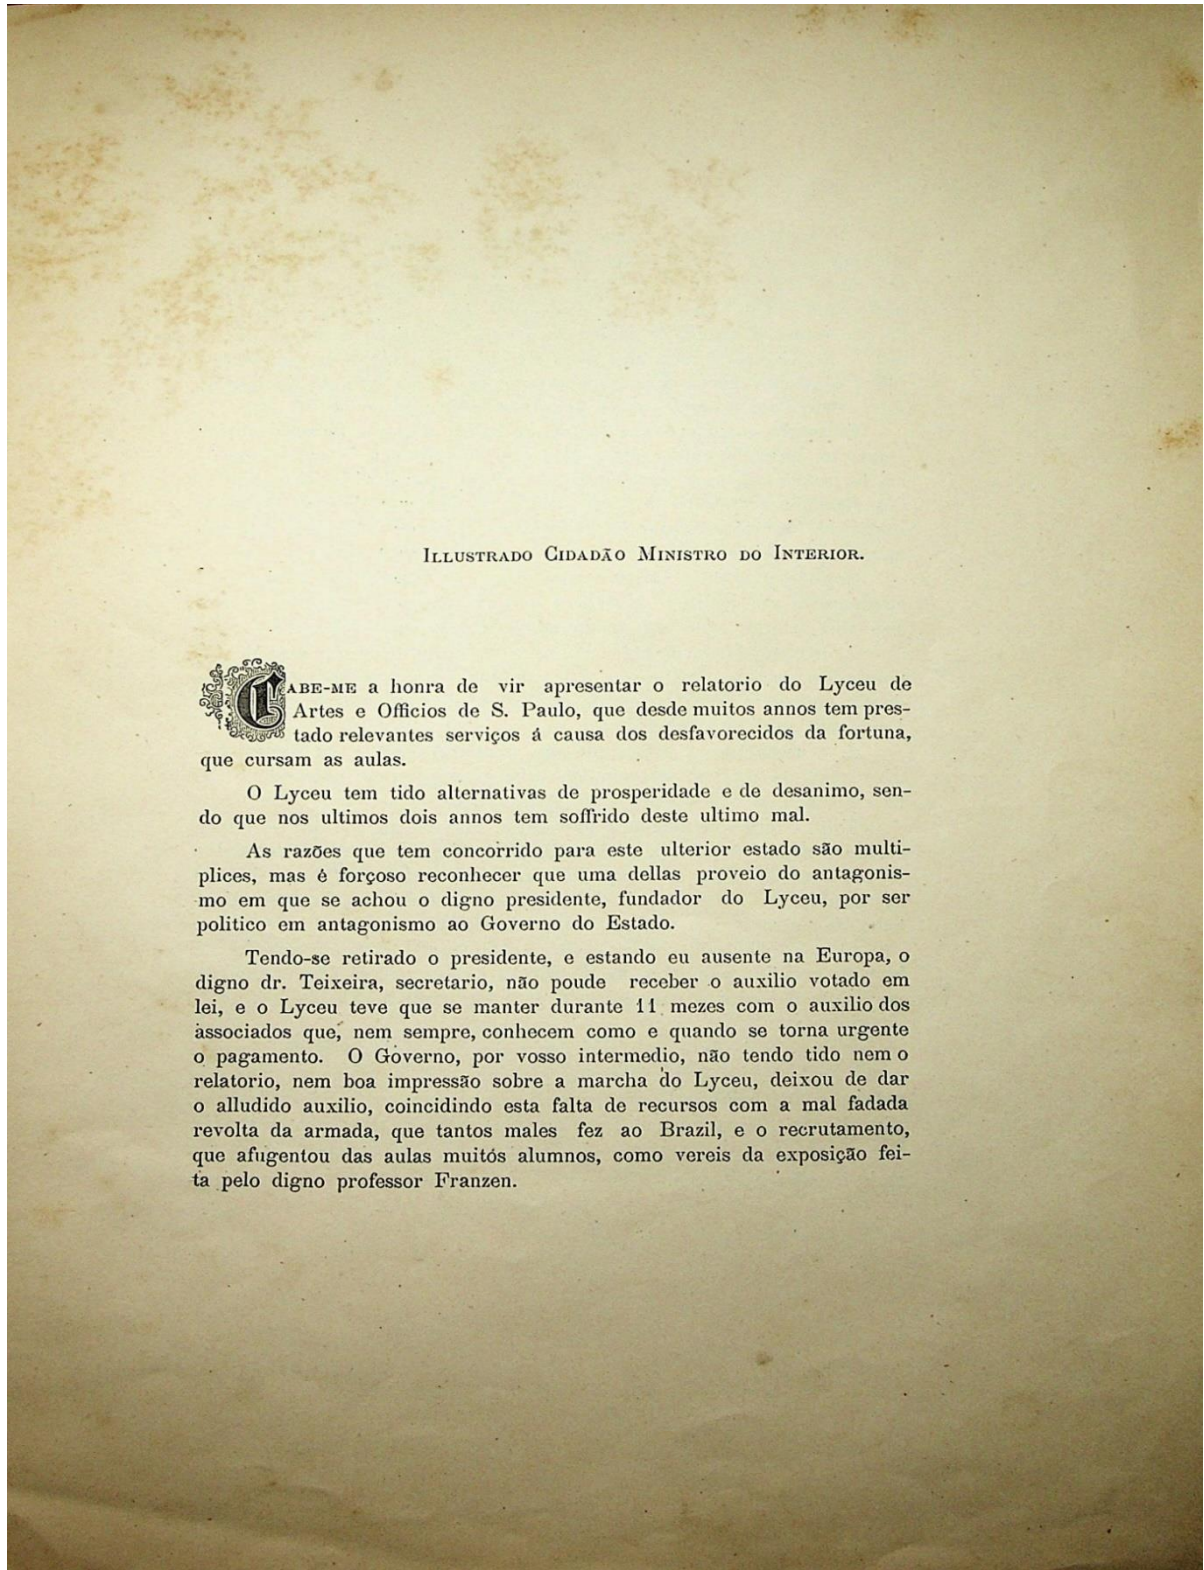 Illustrado Cidadão Ministro do Interior.
Cabe-me a honra de vir apresentar o relatorio do Lyceu de
Artes e Officios de S. Paulo, que desde muitos annos tem pres-
tado relevantes serviços á causa dos desfavorecidos da fortuna,
que cursam as aulas.
O Lyceu tem tido alternativas de prosperidade e de desanimo, sen-
do que nos ultimos dois annos tem soffrido deste ultimo mal.
As razões que tem concorrido para este ulterior estado são multi-
plices, mas é forçoso reconhecer que uma dellas proveio do antagonis-
mo em que se achou o digno presidente, fundador do Lyceu, por ser
politico em antagonismo ao Governo do Estado.
Tendo-se retirado o presidente, e estando eu ausente na Europa, o
digno dr. Teixeira, secretario, não poude receber o auxilio votado em
lei, e o Lyceu teve que se manter durante 11 mezes com o auxilio dos
associados que, nem sempre, conhecem como e quando se torna urgente
o pagamento. O Governo, por vosso intermedio, não tendo tido nem o
relatorio, nem boa impressão sobre a marcha do Lyceu, deixou de dar
o alludido auxilio, coincidindo esta falta de recursos com a mal fadada
revolta da armada, que tantos males fez ao Brazil, e o recrutamento,
que afugentou das aulas muitos alumnos, como vereis da exposição fei-
ta pelo digno professor Franzen.